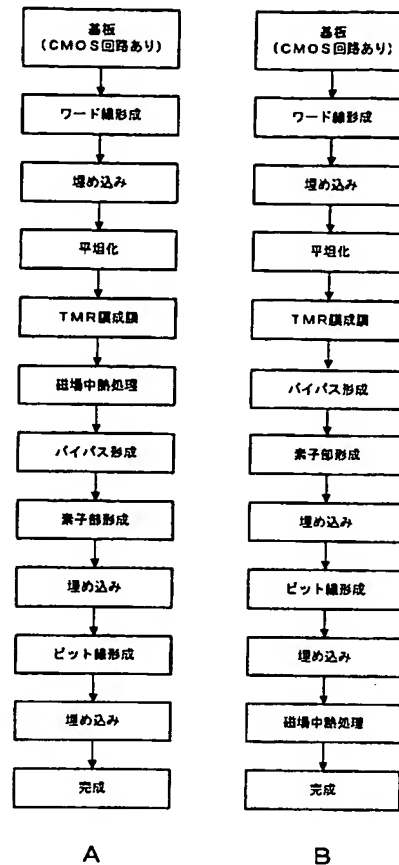 基板
(CMOS回路あり)
ワード線形成
埋め込み
平坦化
TMR膜成膜
磁場中熱処理
バイパス形成
素子部形成
埋め込み
ビット線形成
埋め込み
完成
A
基板
(CMOS回路あり)
ワード線形成
埋め込み
平坦化
TMR膜成膜
バイパス形成
素子部形成
埋め込み
ビット線形成
埋め込み
磁場中熱処理
完成
B